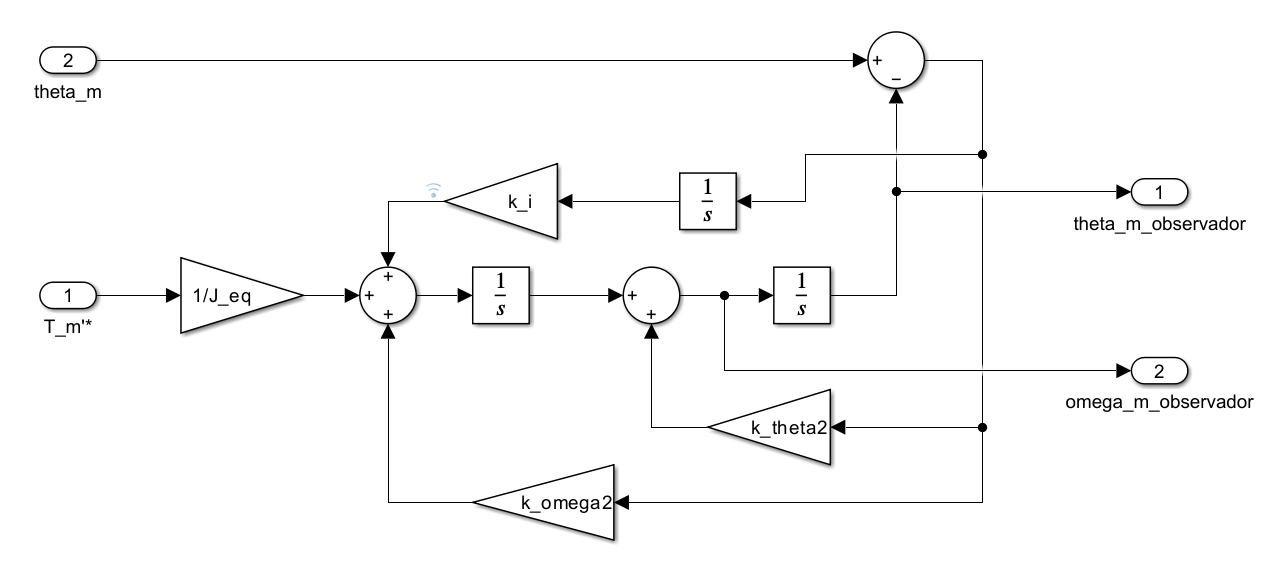 2
theta_m
+
−
k_i
1
s
1
theta_m_observador
1
T_m'*
1/J_eq
+
+
+
1
s
+
+
1
s
2
omega_m_observador
k_theta2
k_omega2